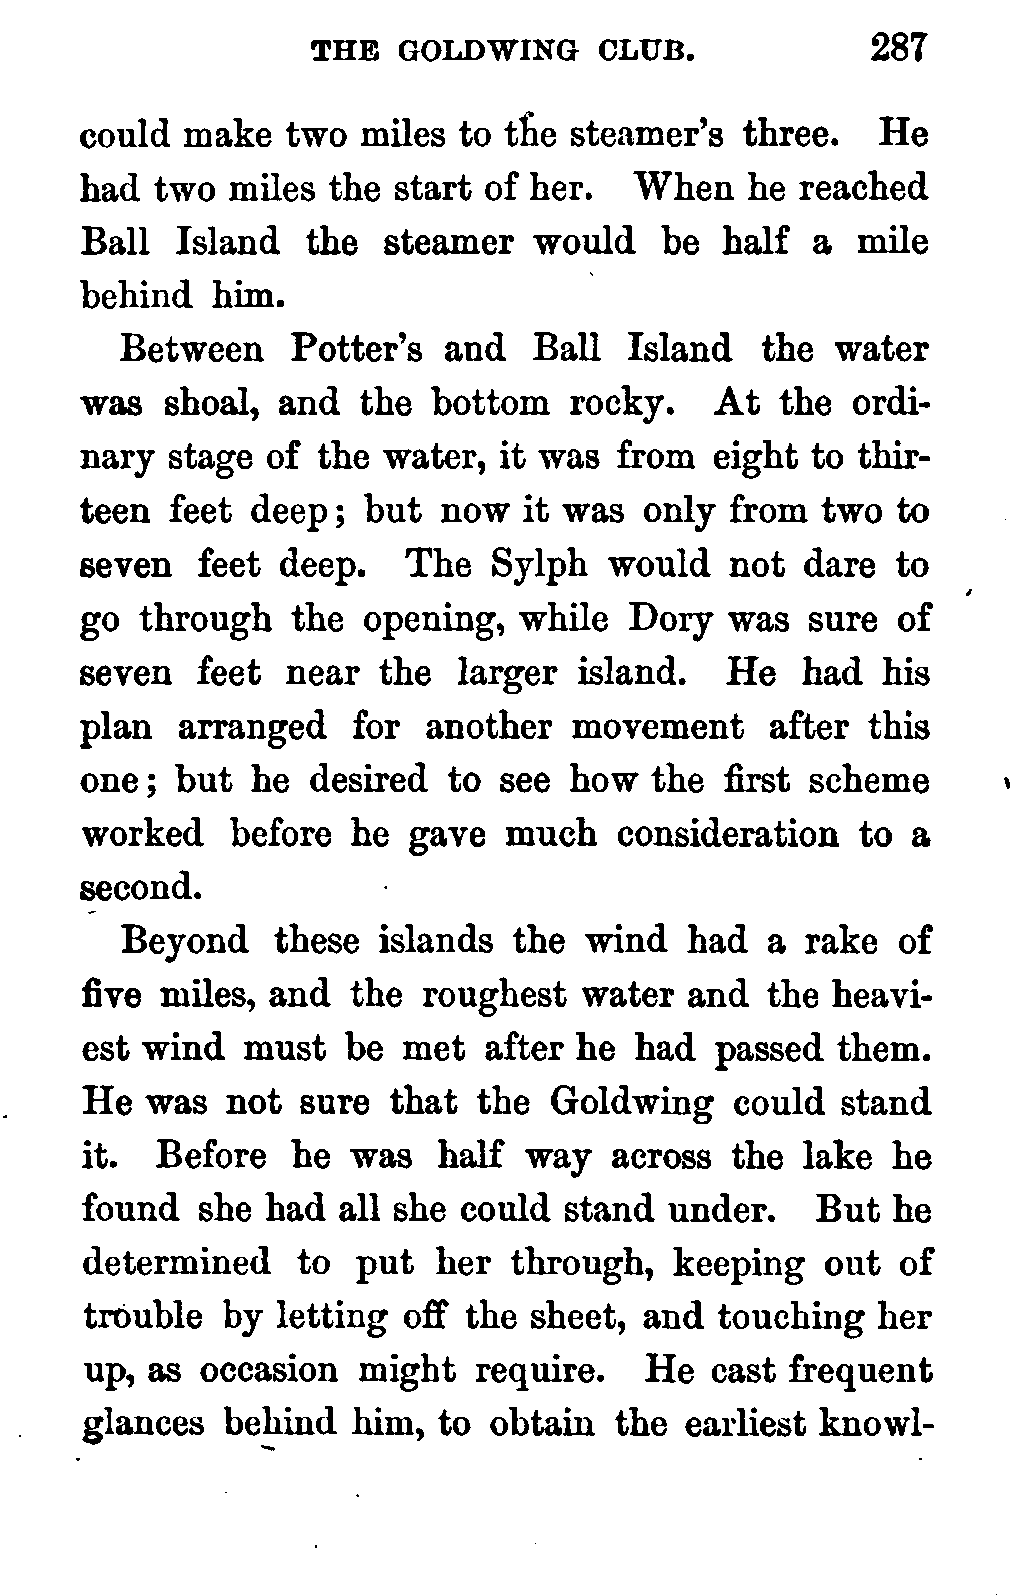 THE GOLDWING CLUB. 287
could make two miles to the steamer's three. He
had two miles the start of her. When he reached
Ball Island the steamer would be half a mile
behind him.
Between Potter's and Ball Island the water
was shoal, and the bottom rocky. At the ordi-
nary stage of the water, it was from eight to thir-
teen feet deep; but now it was only from two to
seven feet deep. The Sylph would not dare to
go through the opening, while Dory was sure of
seven feet near the larger island. He had his
plan arranged for another movement after this
one; but he desired to see how the first scheme
worked before he gave much consideration to a
second.
Beyond these islands the wind had a rake of
five miles, and the roughest water and the heavi-
est wind must be met after he had passed them.
He was not sure that the Goldwing could stand
it. Before he was half way across the lake he
found she had all she could stand under. But he
determined to put her through, keeping out of
trouble by letting off the sheet, and touching her
up, as occasion might require. He cast frequent
glances behind him, to obtain the earliest knowl-